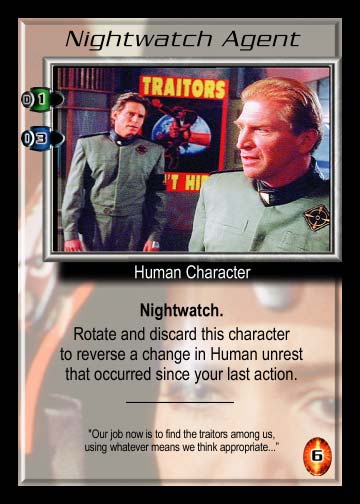 Nightwatch Agent
D 1
I 3
TRAITORS
'T HI
Human Character
Nightwatch.
Rotate and discard this character
to reverse a change in Human unrest
that occurred since your last action.
"Our job now is to find the traitors among us,
using whatever means we think appropriate..."
6